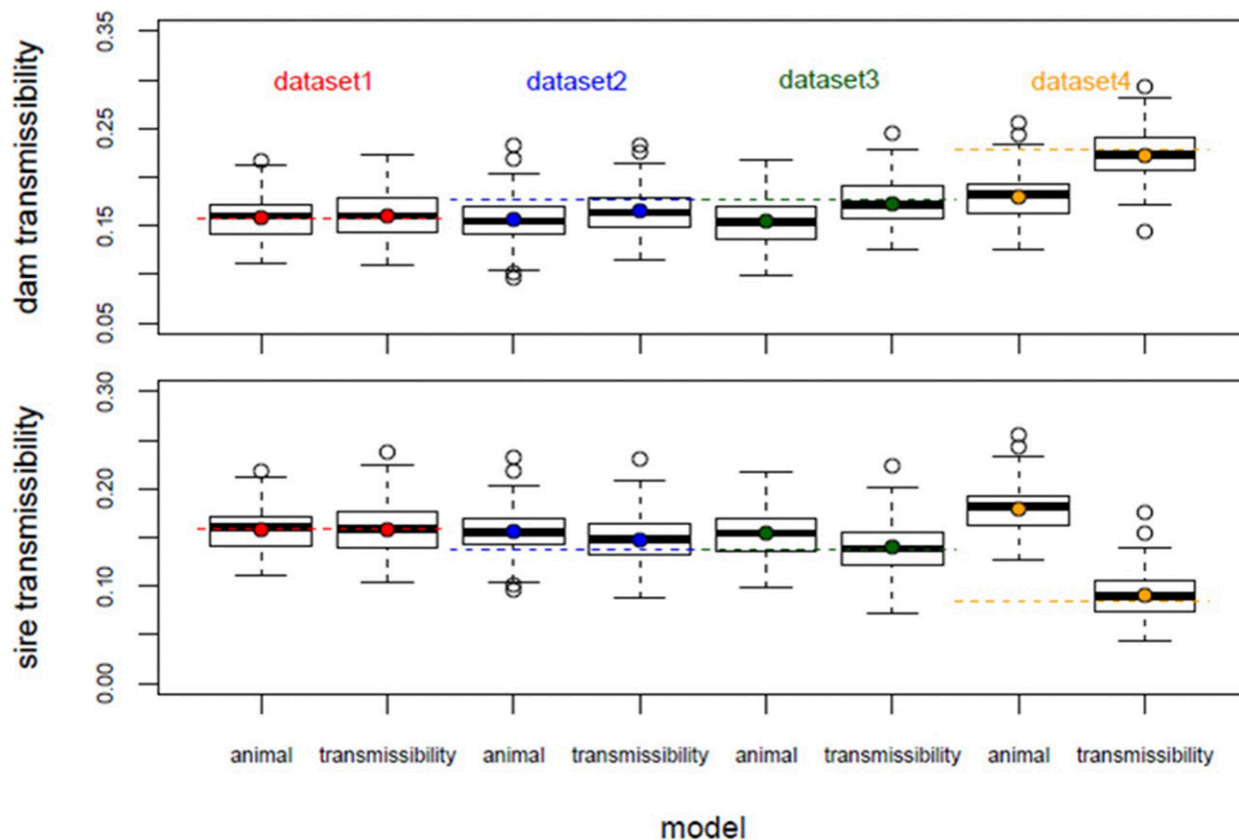 dam transmissibility
0.35
0.25
0.15
0.05
dataset1 dataset2 dataset3 dataset4
sire transmissibility
0.30
0.20
0.10
0.00
animal transmissibility animal transmissibility animal transmissibility animal transmissibility
model